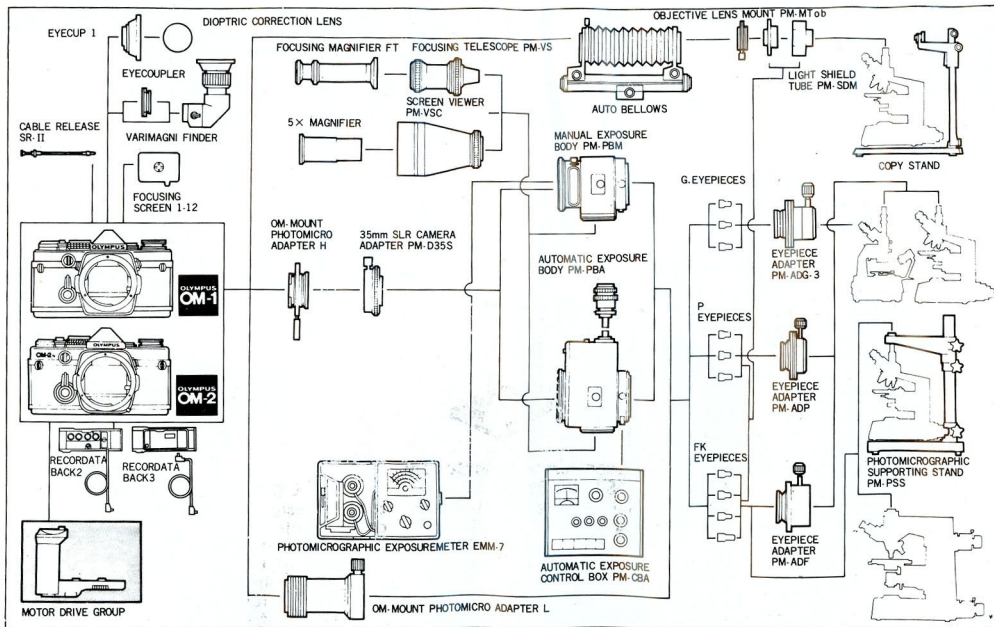 EYECUP 1
DIOPTRIC CORRECTION LENS
EYECOUPLER
VARIMAGNI FINDER
CABLE RELEASE
SR-II
FOCUSING
SCREEN 1-12
OLYMPUS
OLYMPUS
OM-1
OLYMPUS
OM-2
OLYMPUS
OM-2
RECORDATA
BACK2
RECORDATA
BACK3
MOTOR DRIVE GROUP
FOCUSING MAGNIFIER FT
FOCUSING TELESCOPE PM-VS
SCREEN VIEWER
PM-VSC
5× MAGNIFIER
OM-MOUNT
PHOTOMICRO
ADAPTER H
35mm SLR CAMERA
ADAPTER PM-D35S
AUTO BELLOWS
MANUAL EXPOSURE
BODY PM-PBM
AUTOMATIC EXPOSURE
BODY PM-PBA
PHOTOMICROGRAPHIC EXPOSUREMETER EMM-7
AUTOMATIC EXPOSURE
CONTROL BOX PM-CBA
OM-MOUNT PHOTOMICRO ADAPTER L
OBJECTIVE LENS MOUNT PM-MTob
LIGHT SHIELD
TUBE PM-SDM
COPY STAND
G.EYEPIECES
EYEPIECE
ADAPTER
PM-ADG-3
P
EYEPIECES
EYEPIECE
ADAPTER
PM-ADP
FK
EYEPIECES
EYEPIECE
ADAPTER
PM-ADF
PHOTOMICROGRAPHIC
SUPPORTING STAND
PM-PSS